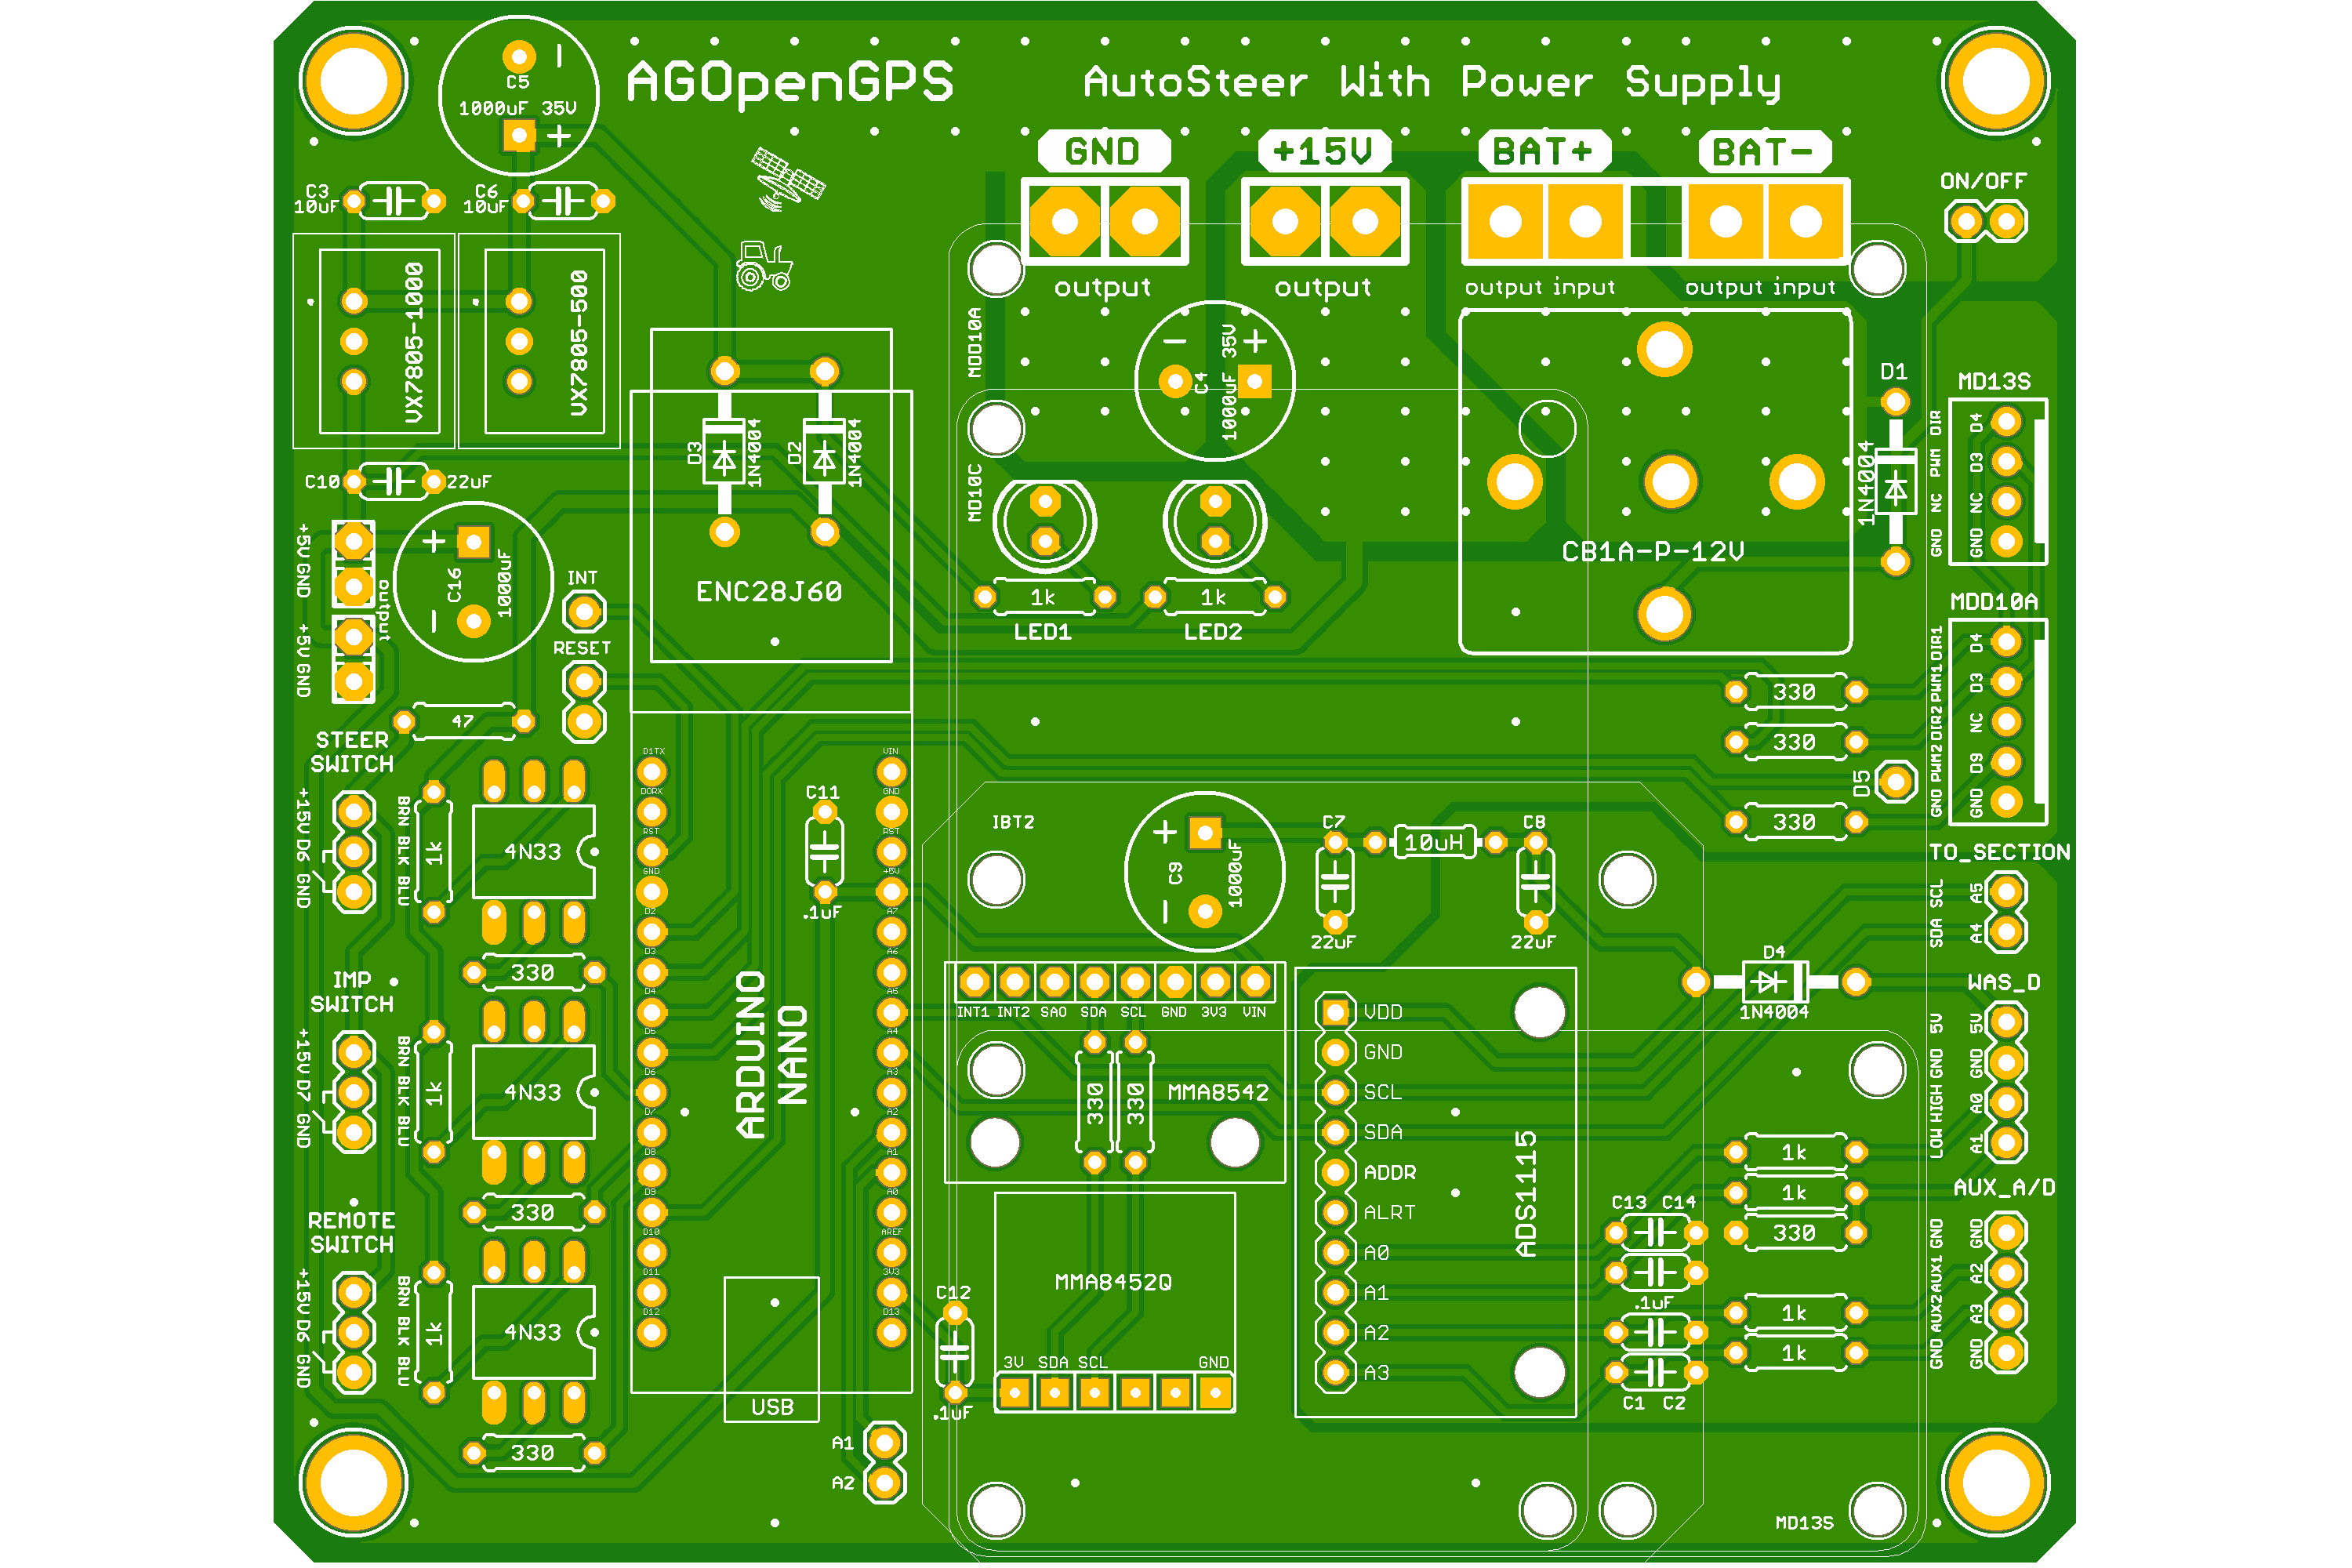 AGOpenGPS
AutoSteer With Power Supply
C5
1000uF 35V
GND
+15V
BAT+
BAT-
ON/OFF
C3
10uF
C6
10uF
output
output
output input
output input
VX7805-1000
VX7805-500
MDD10A
C4
1000uF 35V
D1
1N4004
MD13S
DIR
PWM
NC
GND
D4
D3
NC
GND
D3
1N4004
D2
1N4004
MD10C
C10
22uF
+5V GND
output
+5V GND
C16
1000uF
INT
RESET
ENC28J60
1k
LED1
1k
LED2
CB1A-P-12V
MDD10A
DIR1
PWM1
DIR2
PWM2
GND
D4
D3
NC
D9
GND
330
330
330
D5
47
STEER
SWITCH
+15V D6 GND
BRN BLK BLU
1k
4N33
330
IMP
SWITCH
+15V D7 GND
BRN BLK BLU
1k
4N33
330
REMOTE
SWITCH
+15V D6 GND
BRN BLK BLU
1k
4N33
330
D1TX
D0RX
RST
GND
D2
D3
D4
D5
D6
D7
D8
D9
D10
D11
D12
VIN
GND
RST
+5V
A7
A6
A5
A4
A3
A2
A1
A0
AREF
3V3
D13
ARDUINO
NANO
USB
C11
.1uF
A1
A2
IBT2
C9
1000uF
C7
22uF
10uH
C8
22uF
TO_SECTION
SCL
SDA
A5
A4
D4
1N4004
WAS_D
5V
GND
HIGH
LOW
5V
GND
A0
A1
INT1 INT2 SAO SDA SCL GND 3V3 VIN
330
330
MMA8542
VDD
GND
SCL
SDA
ADDR
ALRT
A0
A1
A2
A3
ADS1115
1k
1k
330
1k
1k
C13 C14
.1uF
C1 C2
AUX_A/D
GND
AUX1
AUX2
GND
GND
A2
A3
GND
C12
.1uF
MMA8452Q
3V SDA SCL GND
MD13S